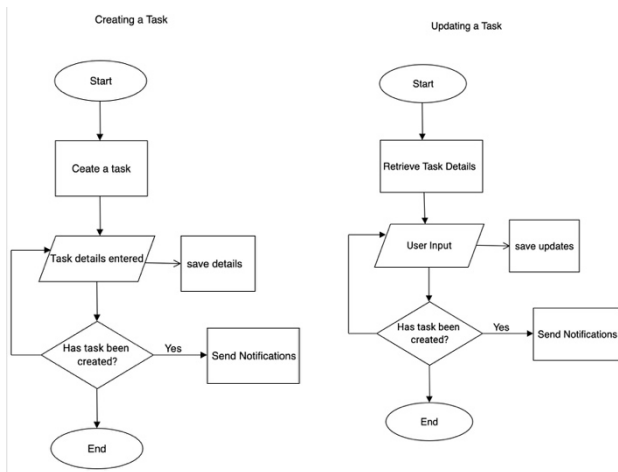 Creating a Task
Start
Ceate a task
Task details entered
save details
Has task been
created?
Yes
Send Notifications
End
Updating a Task
Start
Retrieve Task Details
User Input
save updates
Has task been
created?
Yes
Send Notifications
End